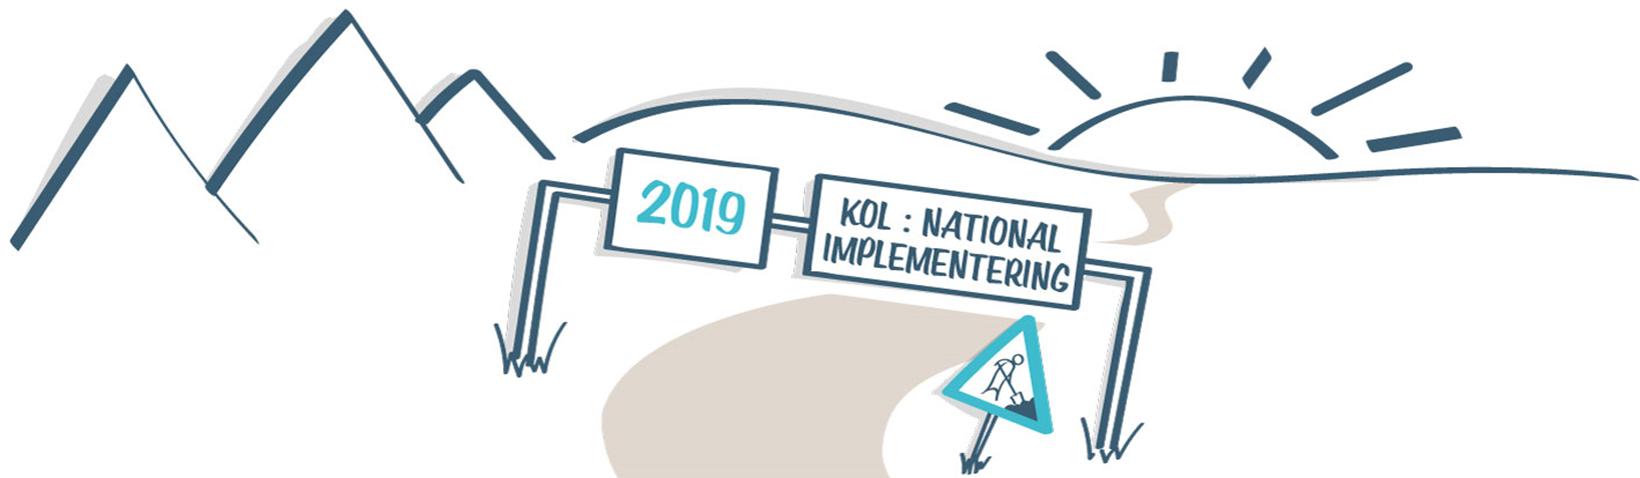 2019
KOL : NATIONAL
IMPLEMENTERING